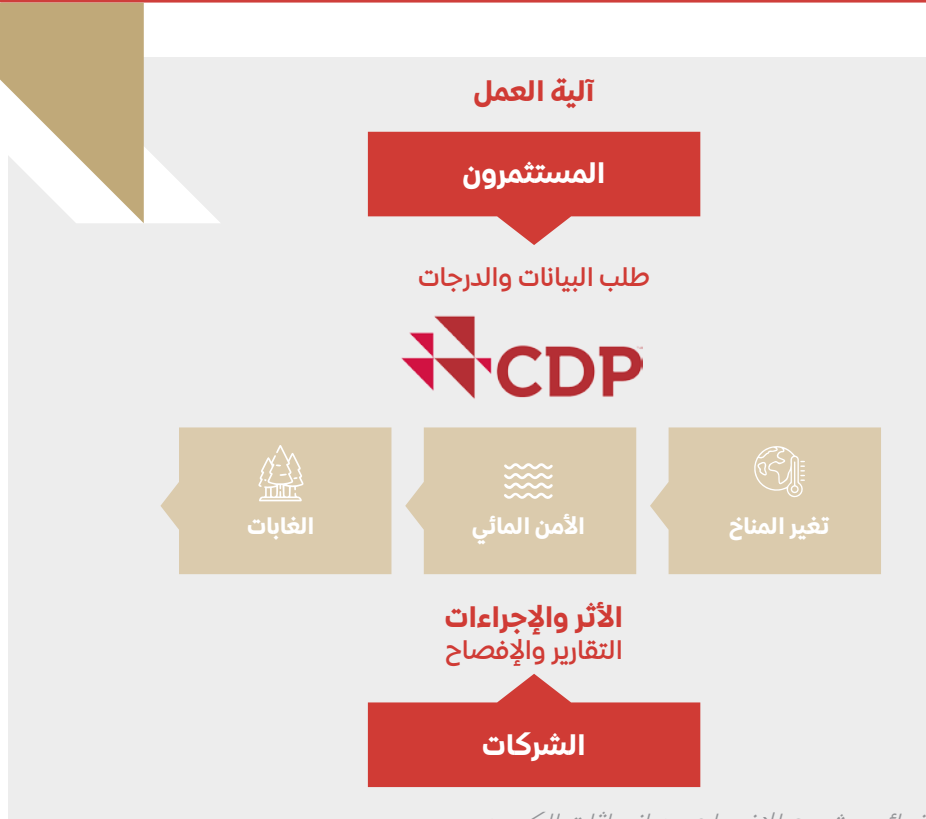 آلية العمل
المستثمرون
طلب البيانات والدرجات
CDP
تغير المناخ
الأمن المائي
الغابات
الأثر والإجراءات
التقارير والإفصاح
الشركات